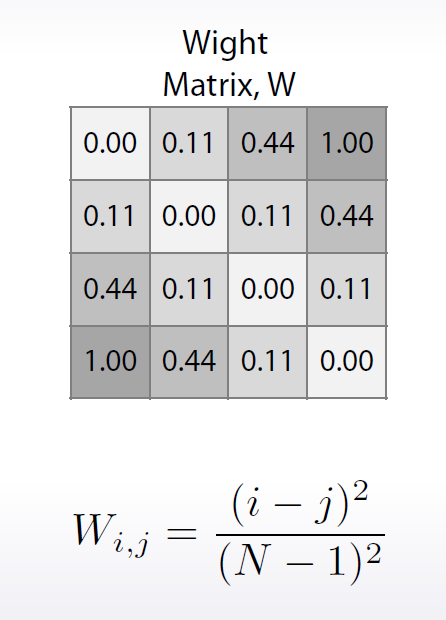 Wight
Matrix, W
0.00 0.11 0.44 1.00
0.11 0.00 0.11 0.44
0.44 0.11 0.00 0.11
1.00 0.44 0.11 0.00
W_{i,j} = \frac{(i - j)^2}{(N - 1)^2}